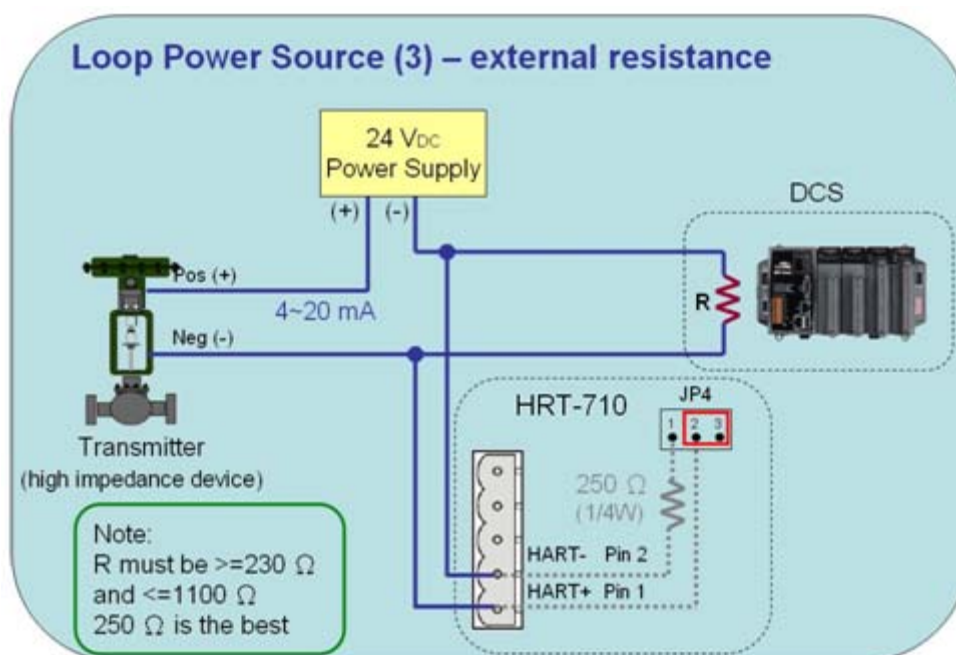 Loop Power Source (3) – external resistance
24 VDC
Power Supply
(+) (-)
DCS
Pos (+)
4~20 mA
R
Neg (-)
HRT-710
JP4
1 2 3
Transmitter
(high impedance device)
250 Ω
(1/4W)
HART- Pin 2
HART+ Pin 1
Note:
R must be >=230 Ω
and <=1100 Ω
250 Ω is the best